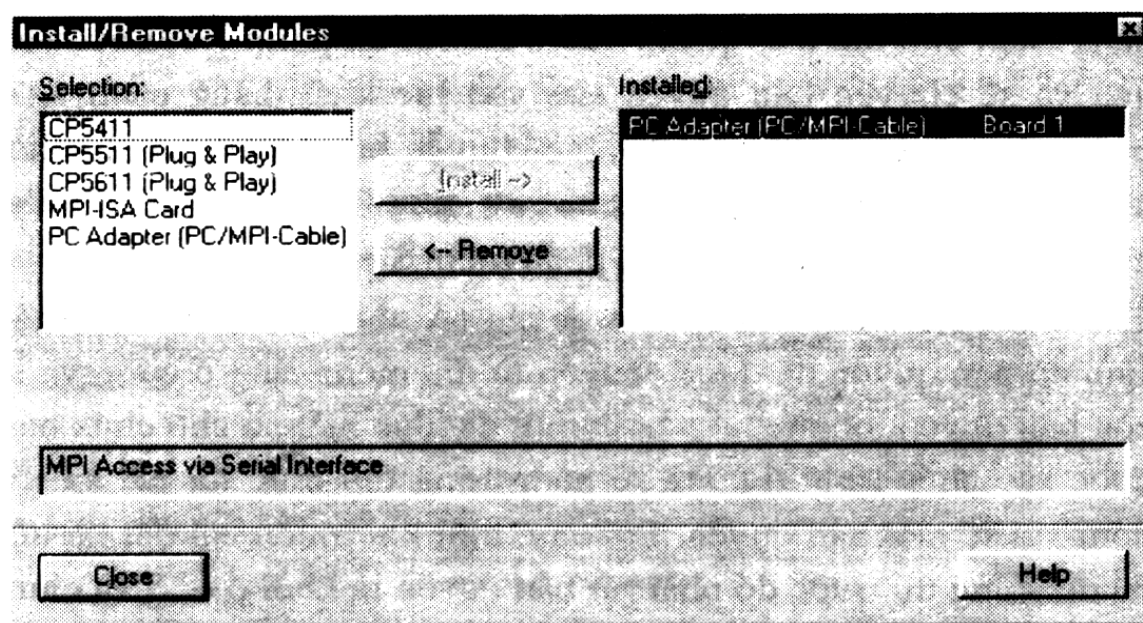 Install/Remove Modules
Selection:
CP5411
CP5511 (Plug & Play)
CP5611 (Plug & Play)
MPI-ISA Card
PC Adapter (PC/MPI-Cable)
Install -->
<-- Remove
Installed:
PC Adapter (PC/MPI-Cable) Board 1
MPI Access via Serial Interface
Close
Help